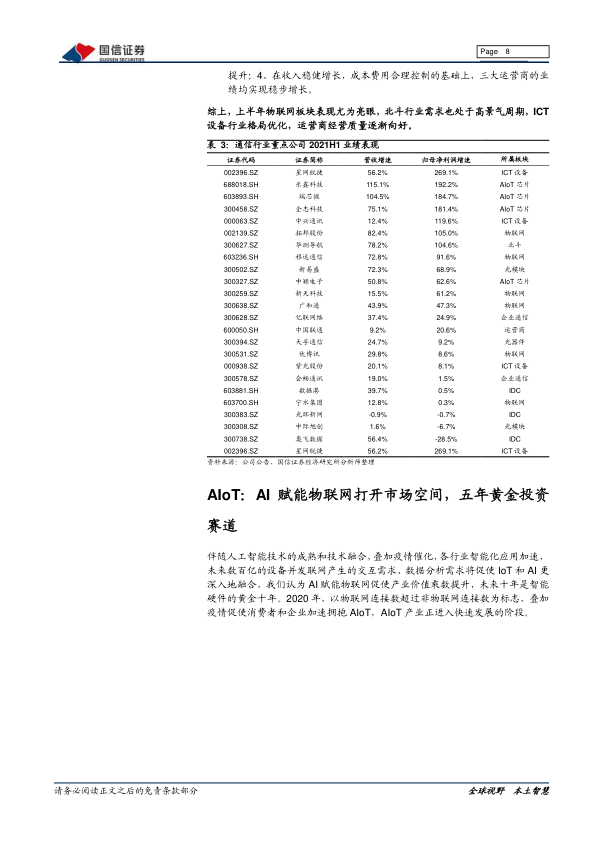 国信证券
GUOSEN SECURITIES
Page 8
提升；4、在收入稳健增长，成本费用合理控制的基础上，三大运营商的业
绩均实现稳步增长。
综上，上半年物联网板块表现尤为亮眼，北斗行业需求也处于高景气周期，ICT
设备行业格局优化，运营商经营质量逐渐向好。
表 3：通信行业重点公司 2021H1 业绩表现
证券代码 证券简称 营收增速 归母净利润增速 所属板块
002396.SZ 星网锐捷 56.2% 269.1% ICT 设备
688018.SH 乐鑫科技 115.1% 192.2% AIoT 芯片
603893.SH 瑞芯微 104.5% 184.7% AIoT 芯片
300458.SZ 全志科技 75.1% 181.4% AIoT 芯片
000063.SZ 中兴通讯 12.4% 119.6% ICT 设备
002139.SZ 拓邦股份 82.4% 105.0% 物联网
300627.SZ 华测导航 78.2% 104.6% 北斗
603236.SH 移远通信 72.8% 91.6% 物联网
300502.SZ 新易盛 72.3% 68.9% 光模块
300327.SZ 中颖电子 50.8% 62.6% AIoT 芯片
300259.SZ 新天科技 15.5% 61.2% 物联网
300638.SZ 广和通 43.9% 47.3% 物联网
300628.SZ 亿联网络 37.4% 24.9% 企业通信
600050.SH 中国联通 9.2% 20.6% 运营商
300394.SZ 天孚通信 24.7% 9.2% 光器件
300531.SZ 优博讯 29.8% 8.6% 物联网
000938.SZ 紫光股份 20.1% 8.1% ICT 设备
300578.SZ 会畅通讯 19.0% 1.5% 企业通信
603881.SH 数据港 39.7% 0.5% IDC
603700.SH 宁水集团 12.8% 0.3% 物联网
300383.SZ 光环新网 -0.9% -0.7% IDC
300308.SZ 中际旭创 1.6% -6.7% 光模块
300738.SZ 奥飞数据 56.4% -28.5% IDC
002396.SZ 星网锐捷 56.2% 269.1% ICT 设备
资料来源：公司公告、国信证券经济研究所分析师整理
AIoT：AI 赋能物联网打开市场空间，五年黄金投资
赛道
伴随人工智能技术的成熟和技术融合，叠加疫情催化，各行业智能化应用加速，
未来数百亿的设备并发联网产生的交互需求、数据分析需求将促使 IoT 和 AI 更
深入地融合，我们认为 AI 赋能物联网促使产业价值乘数提升，未来十年是智能
硬件的黄金十年。2020 年，以物联网连接数超过非物联网连接数为标志，叠加
疫情促使消费者和企业加速拥抱 AIoT，AIoT 产业正进入快速发展的阶段。
请务必阅读正文之后的免责条款部分
全球视野 本土智慧